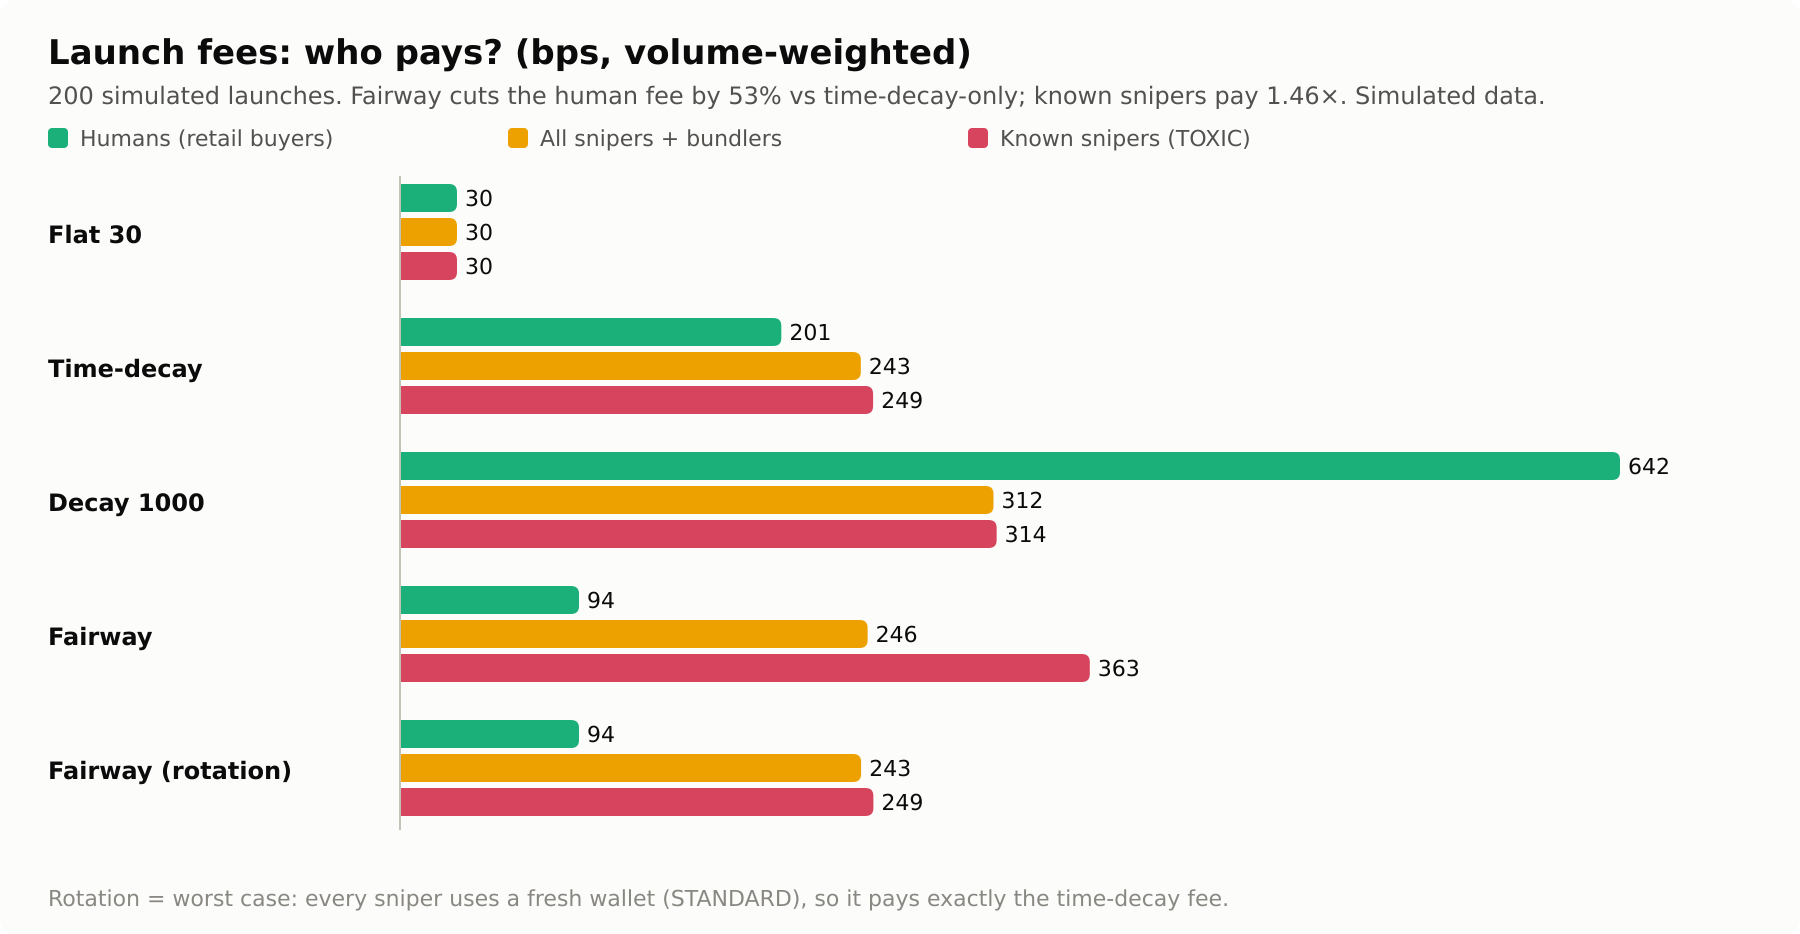 Launch fees: who pays? (bps, volume-weighted)
200 simulated launches. Fairway cuts the human fee by 53% vs time-decay-only; known snipers pay 1.46×. Simulated data.
Humans (retail buyers)
All snipers + bundlers
Known snipers (TOXIC)
Flat 30
30
30
30
Time-decay
201
243
249
Decay 1000
642
312
314
Fairway
94
246
363
Fairway (rotation)
94
243
249
Rotation = worst case: every sniper uses a fresh wallet (STANDARD), so it pays exactly the time-decay fee.